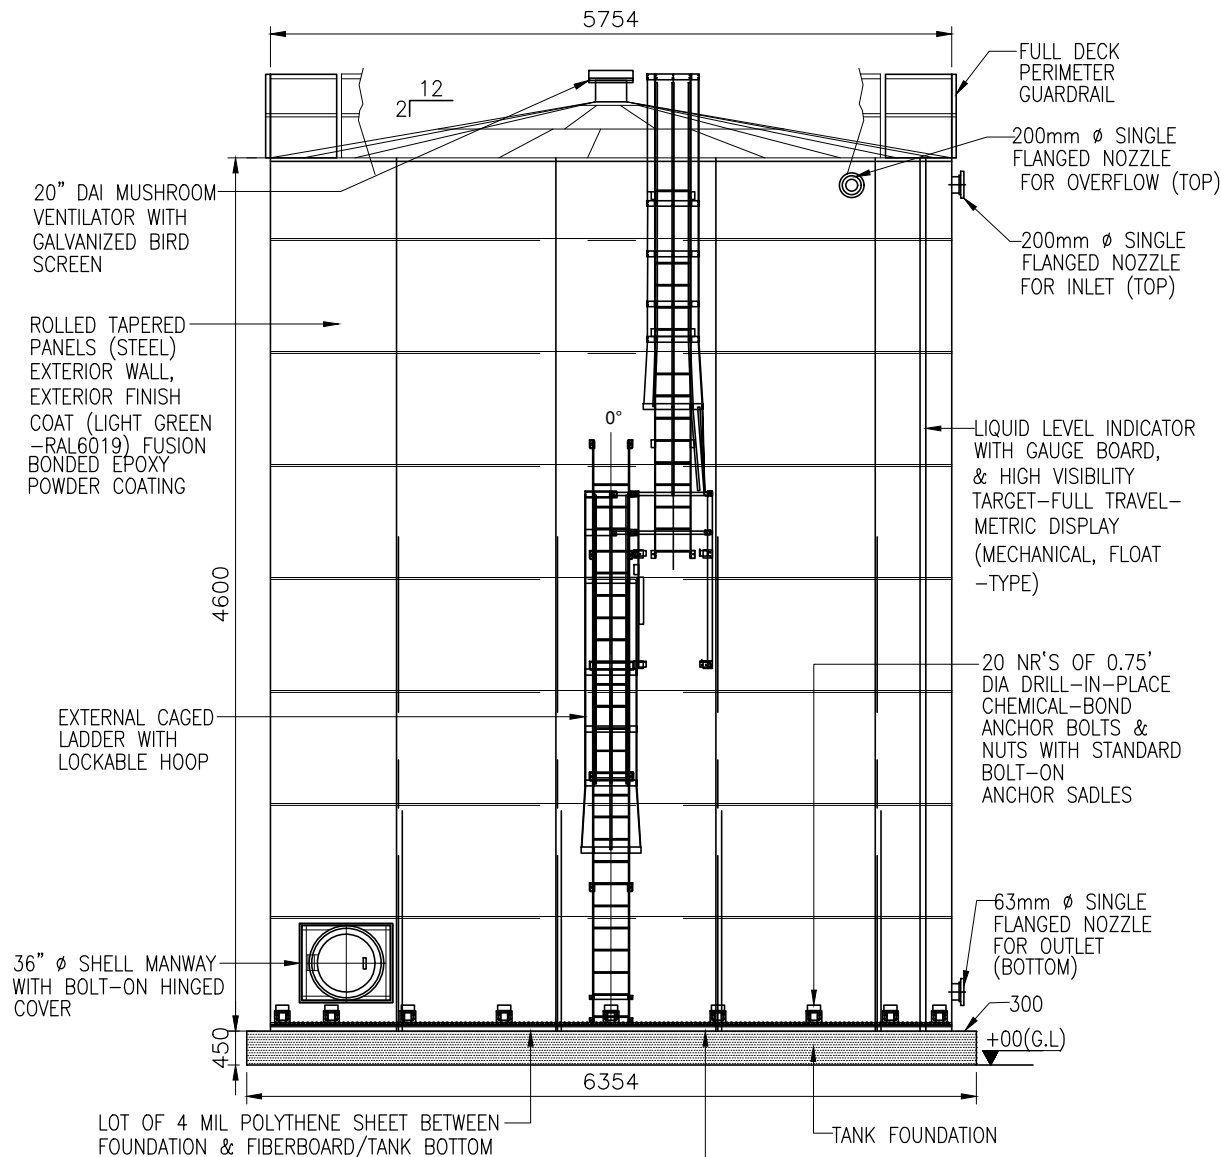 5754
FULL DECK
PERIMETER
GUARDRAIL
12
2
200mm ø SINGLE
FLANGED NOZZLE
FOR OVERFLOW (TOP)
20” DAI MUSHROOM
VENTILATOR WITH
GALVANIZED BIRD
SCREEN
200mm ø SINGLE
FLANGED NOZZLE
FOR INLET (TOP)
ROLLED TAPERED
PANELS (STEEL)
EXTERIOR WALL,
EXTERIOR FINISH
COAT (LIGHT GREEN
-RAL6019) FUSION
BONDED EPOXY
POWDER COATING
0°
LIQUID LEVEL INDICATOR
WITH GAUGE BOARD,
& HIGH VISIBILITY
TARGET-FULL TRAVEL-
METRIC DISPLAY
(MECHANICAL, FLOAT
-TYPE)
4600
20 NR‘S OF 0.75’
DIA DRILL-IN-PLACE
CHEMICAL-BOND
ANCHOR BOLTS &
NUTS WITH STANDARD
BOLT-ON
ANCHOR SADLES
EXTERNAL CAGED
LADDER WITH
LOCKABLE HOOP
63mm ø SINGLE
FLANGED NOZZLE
FOR OUTLET
(BOTTOM)
36” ø SHELL MANWAY
WITH BOLT-ON HINGED
COVER
300
+00(G.L)
450
6354
LOT OF 4 MIL POLYTHENE SHEET BETWEEN
FOUNDATION & FIBERBOARD/TANK BOTTOM
TANK FOUNDATION